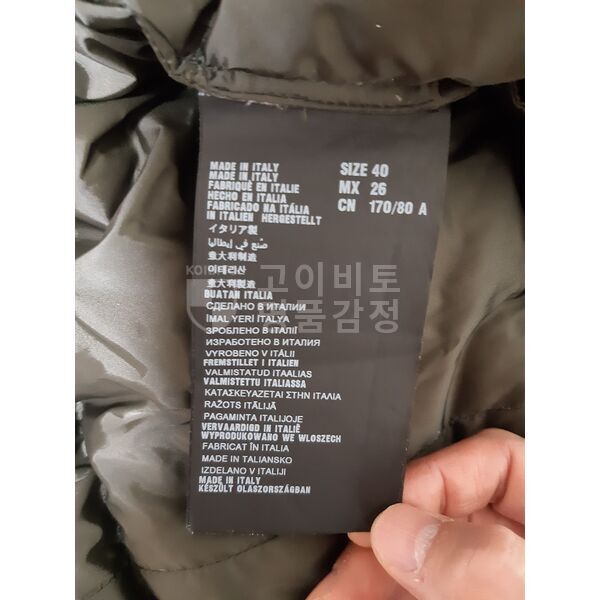 MADE IN ITALY
MADE IN ITALY
FABRIQUÉ EN ITALIE
HECHO EN ITALIA
FABRICADO NA ITÁLIA
IN ITALIEN HERGESTELLT
イタリア製
صنع في إيطاليا
意大利制造
이태리산
意大利製造
BUATAN ITALIA
СДЕЛАНО В ИТАЛИИ
İMAL YERİ İTALYA
ЗРОБЛЕНО В ІТАЛІЇ
ИЗРАБОТЕНО В ИТАЛИЯ
VYROBENO V ITÁLII
FREMSTILLET I ITALIEN
VALMISTATUD ITAALIAS
VALMISTETTU ITALIASSA
ΚΑΤΑΣΚΕΥΑΖΕΤΑΙ ΣΤΗΝ ΙΤΑΛΙΑ
RAŽOTS ITĀLIJĀ
PAGAMINTA ITALIJOJE
VERVAARDIGD IN ITALIË
WYPRODUKOWANO WE WLOSZECH
FABRICAT ÎN ITALIA
MADE IN TALIANSKO
IZDELANO V ITALIJI
MADE IN ITALY
KÉSZÜLT OLASZORSZÁGBAN
SIZE 40
MX 26
CN 170/80 A
고이비토
명품감정